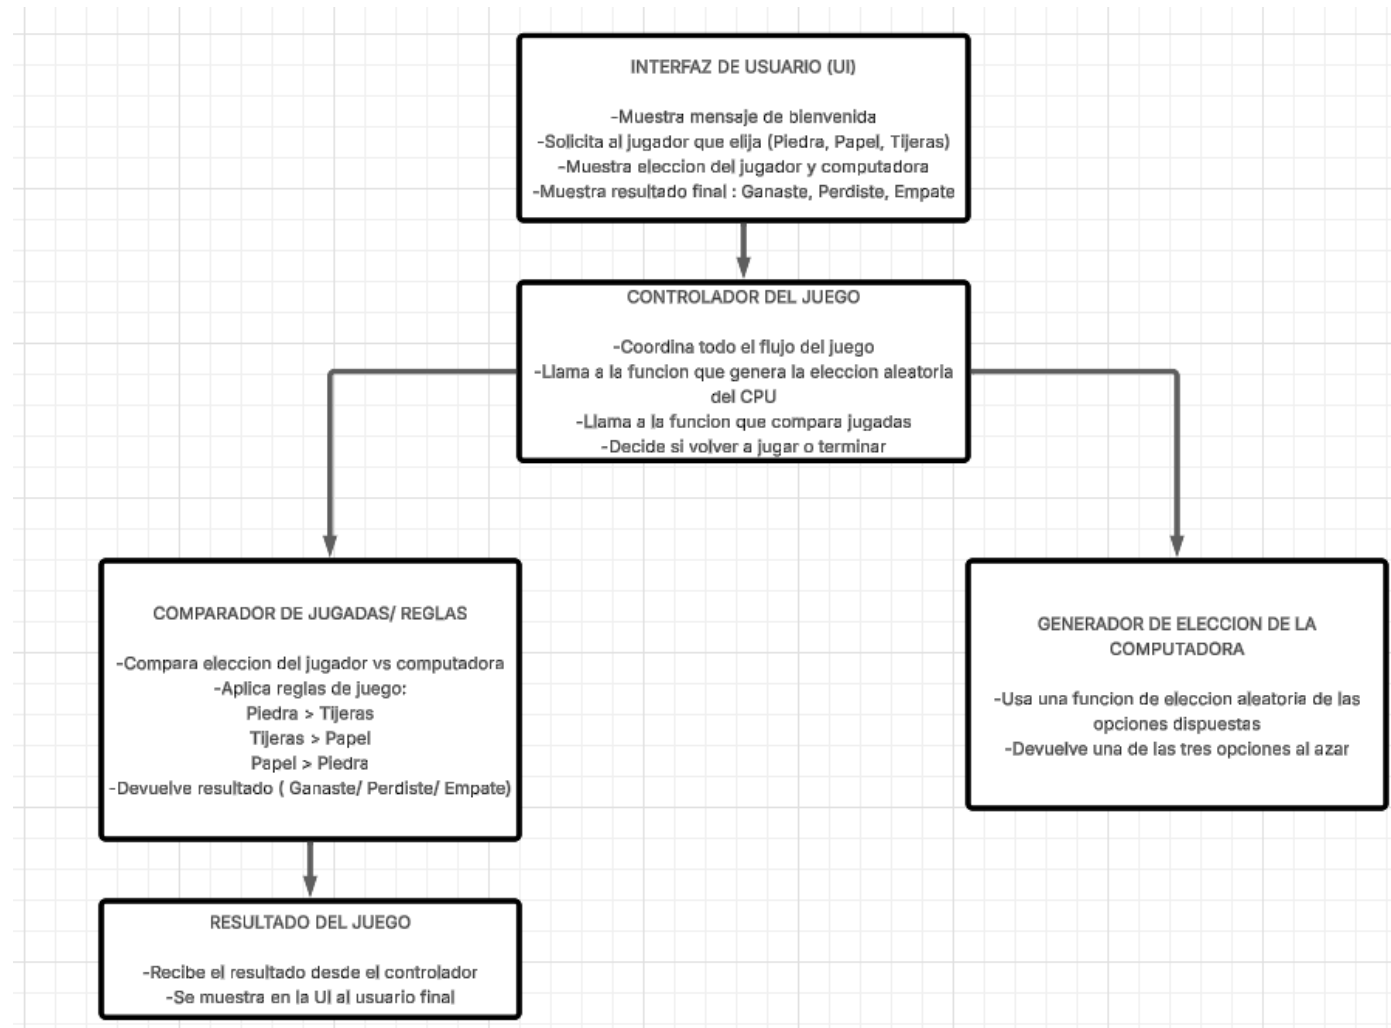 INTERFAZ DE USUARIO (UI)
-Muestra mensaje de bienvenida
-Solicita al jugador que elija (Piedra, Papel, Tijeras)
-Muestra eleccion del jugador y computadora
-Muestra resultado final : Ganaste, Perdiste, Empate
CONTROLADOR DEL JUEGO
-Coordina todo el flujo del juego
-Llama a la funcion que genera la eleccion aleatoria
del CPU
-Llama a la funcion que compara jugadas
-Decide si volver a jugar o terminar
COMPARADOR DE JUGADAS/ REGLAS
-Compara eleccion del jugador vs computadora
-Aplica reglas de juego:
Piedra > Tijeras
Tijeras > Papel
Papel > Piedra
-Devuelve resultado ( Ganaste/ Perdiste/ Empate)
GENERADOR DE ELECCION DE LA
COMPUTADORA
-Usa una funcion de eleccion aleatoria de las
opciones dispuestas
-Devuelve una de las tres opciones al azar
RESULTADO DEL JUEGO
-Recibe el resultado desde el controlador
-Se muestra en la UI al usuario final